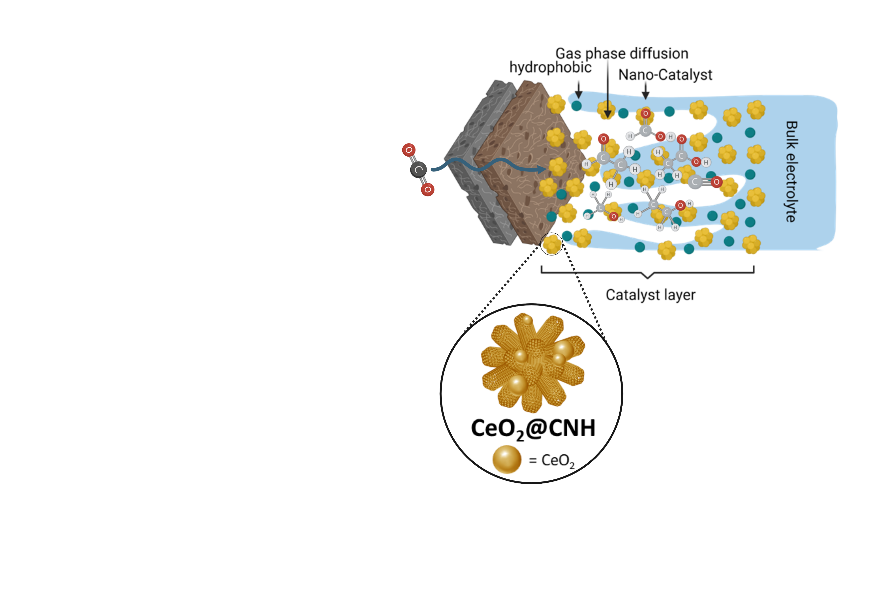 Gas phase diffusion
hydrophobic
Nano-Catalyst
Bulk electrolyte
Catalyst layer
CeO₂@CNH
= CeO₂